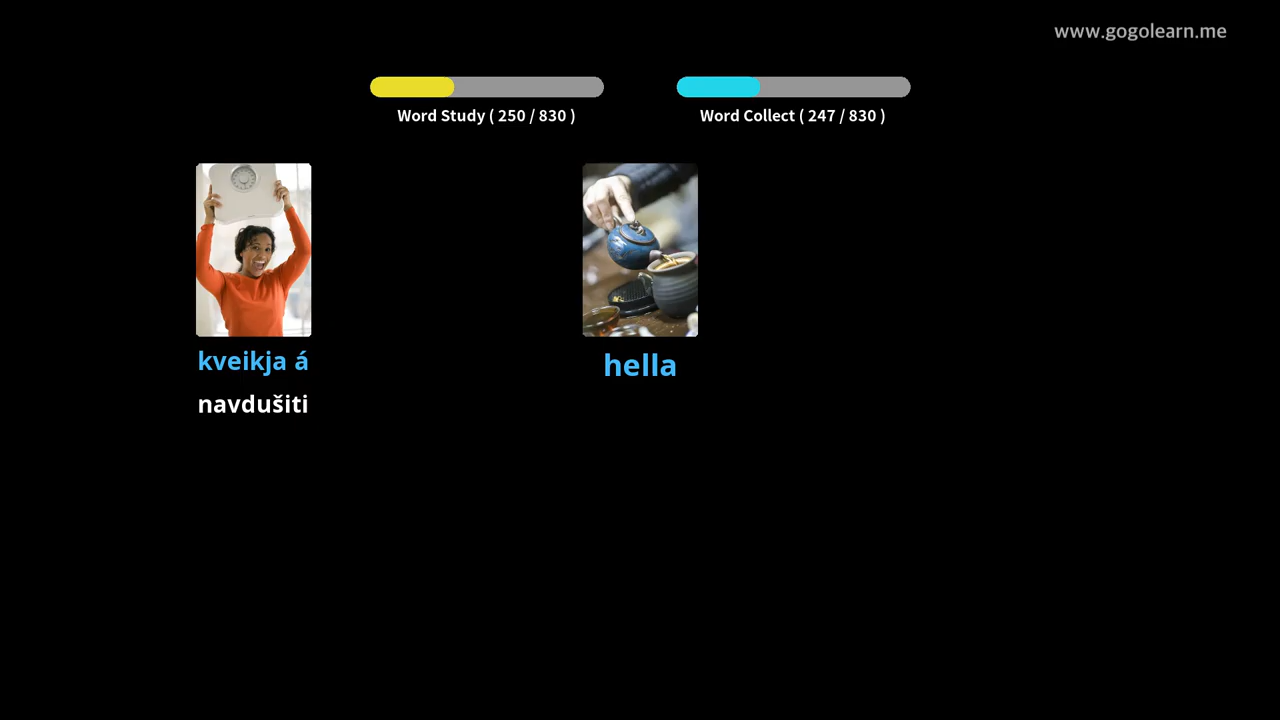 www.gogolearn.me
Word Study ( 250 / 830 )
Word Collect ( 247 / 830 )
kveikja á
navdušiti
hella